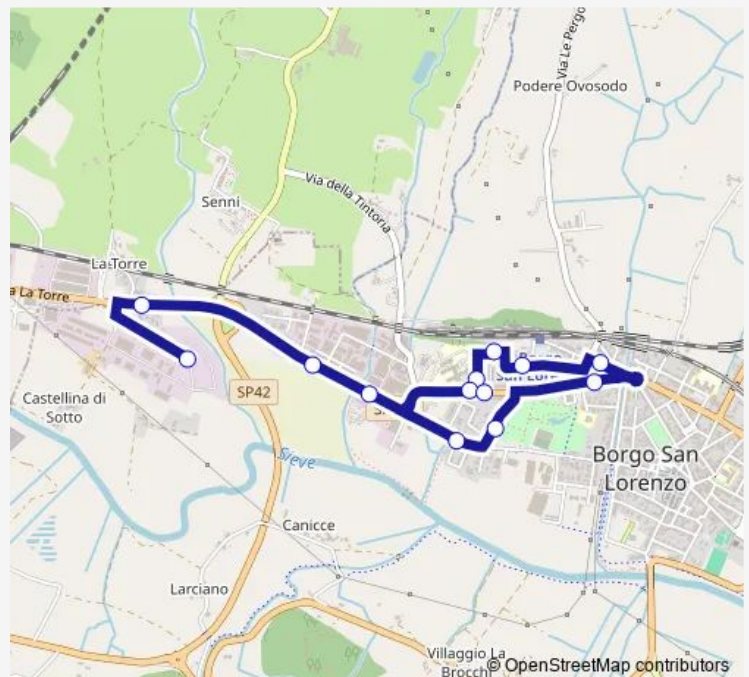 Via Le Pergo
Podere Ovosodo
Via della Tintoria
Senni
La Torre
a La Torre
SP42
Castellina di
Sotto
Borgo San
Lorenzo
Sieve
Canicce
Larciano
Villaggio La
Brocchi
© OpenStreetMap contributors